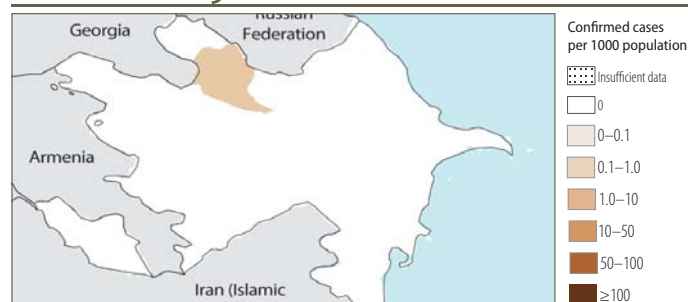 Georgia
Russian
Federation
Armenia
Iran (Islamic
Confirmed cases
per 1000 population
Insufficient data
0
0–0.1
0.1–1.0
1.0–10
10–50
50–100
≥100